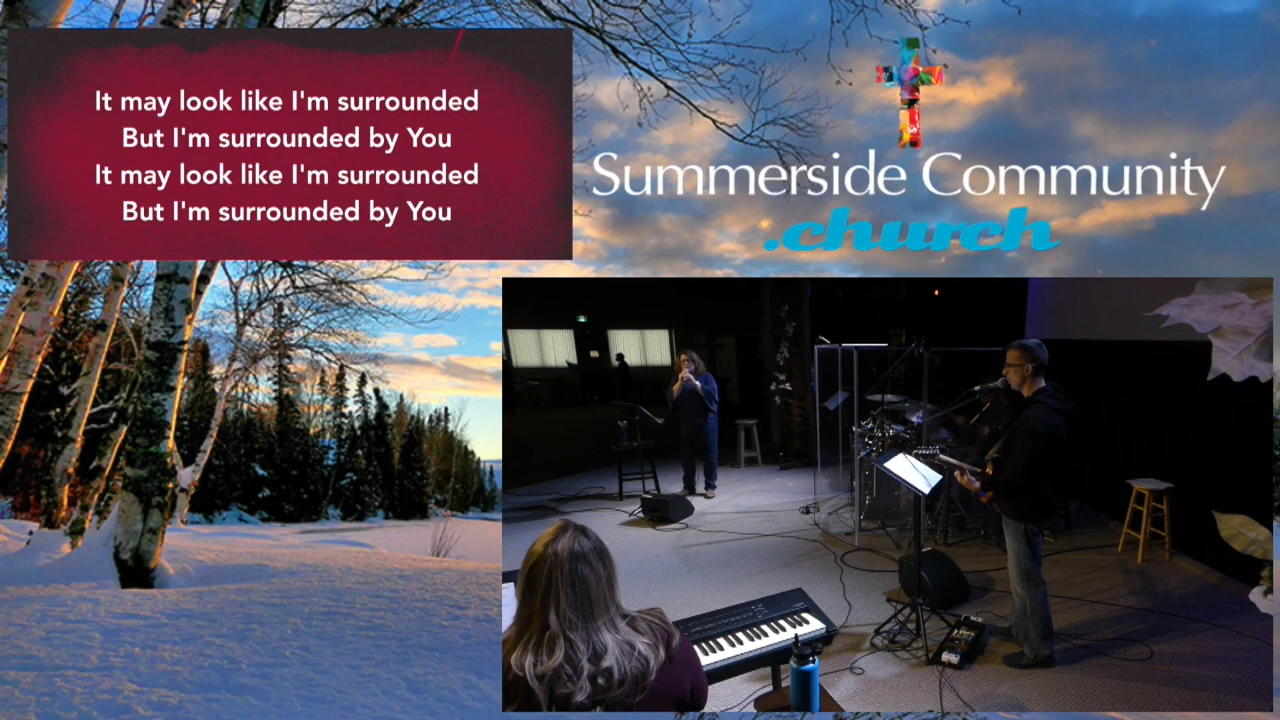 It may look like I'm surrounded
But I'm surrounded by You
It may look like I'm surrounded
But I'm surrounded by You
Summerside Community
.church